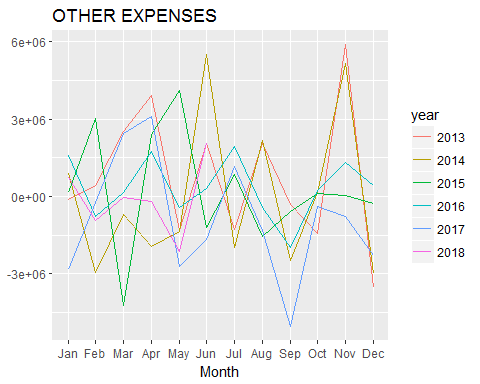 OTHER EXPENSES
6e+06
3e+06
0e+00
-3e+06
Jan Feb Mar Apr May Jun Jul Aug Sep Oct Nov Dec
Month
year
2013
2014
2015
2016
2017
2018